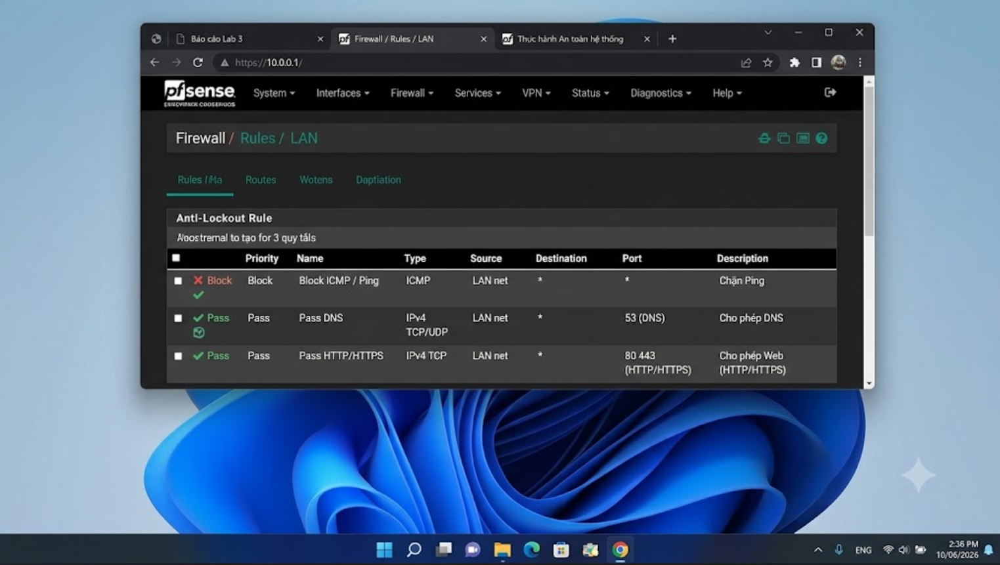 Báo cáo Lab 3
Firewall / Rules / LAN
Thực hành An toàn hệ thống
https://10.0.0.1/
pfsense
System
Interfaces
Firewall
Services
VPN
Status
Diagnostics
Help
Firewall / Rules / LAN
Rules
Routes
Wotens
Daptiation
Anti-Lockout Rule
to tạo for 3 quy tắls
Priority Name Type Source Destination Port Description
Block Block Block ICMP / Ping ICMP LAN net * * Chặn Ping
Pass Pass Pass DNS IPv4 TCP/UDP LAN net * 53 (DNS) Cho phép DNS
Pass Pass Pass HTTP/HTTPS IPv4 TCP LAN net * 80 443 (HTTP/HTTPS) Cho phép Web (HTTP/HTTPS)
ENG
2:36 PM
10/06/2026